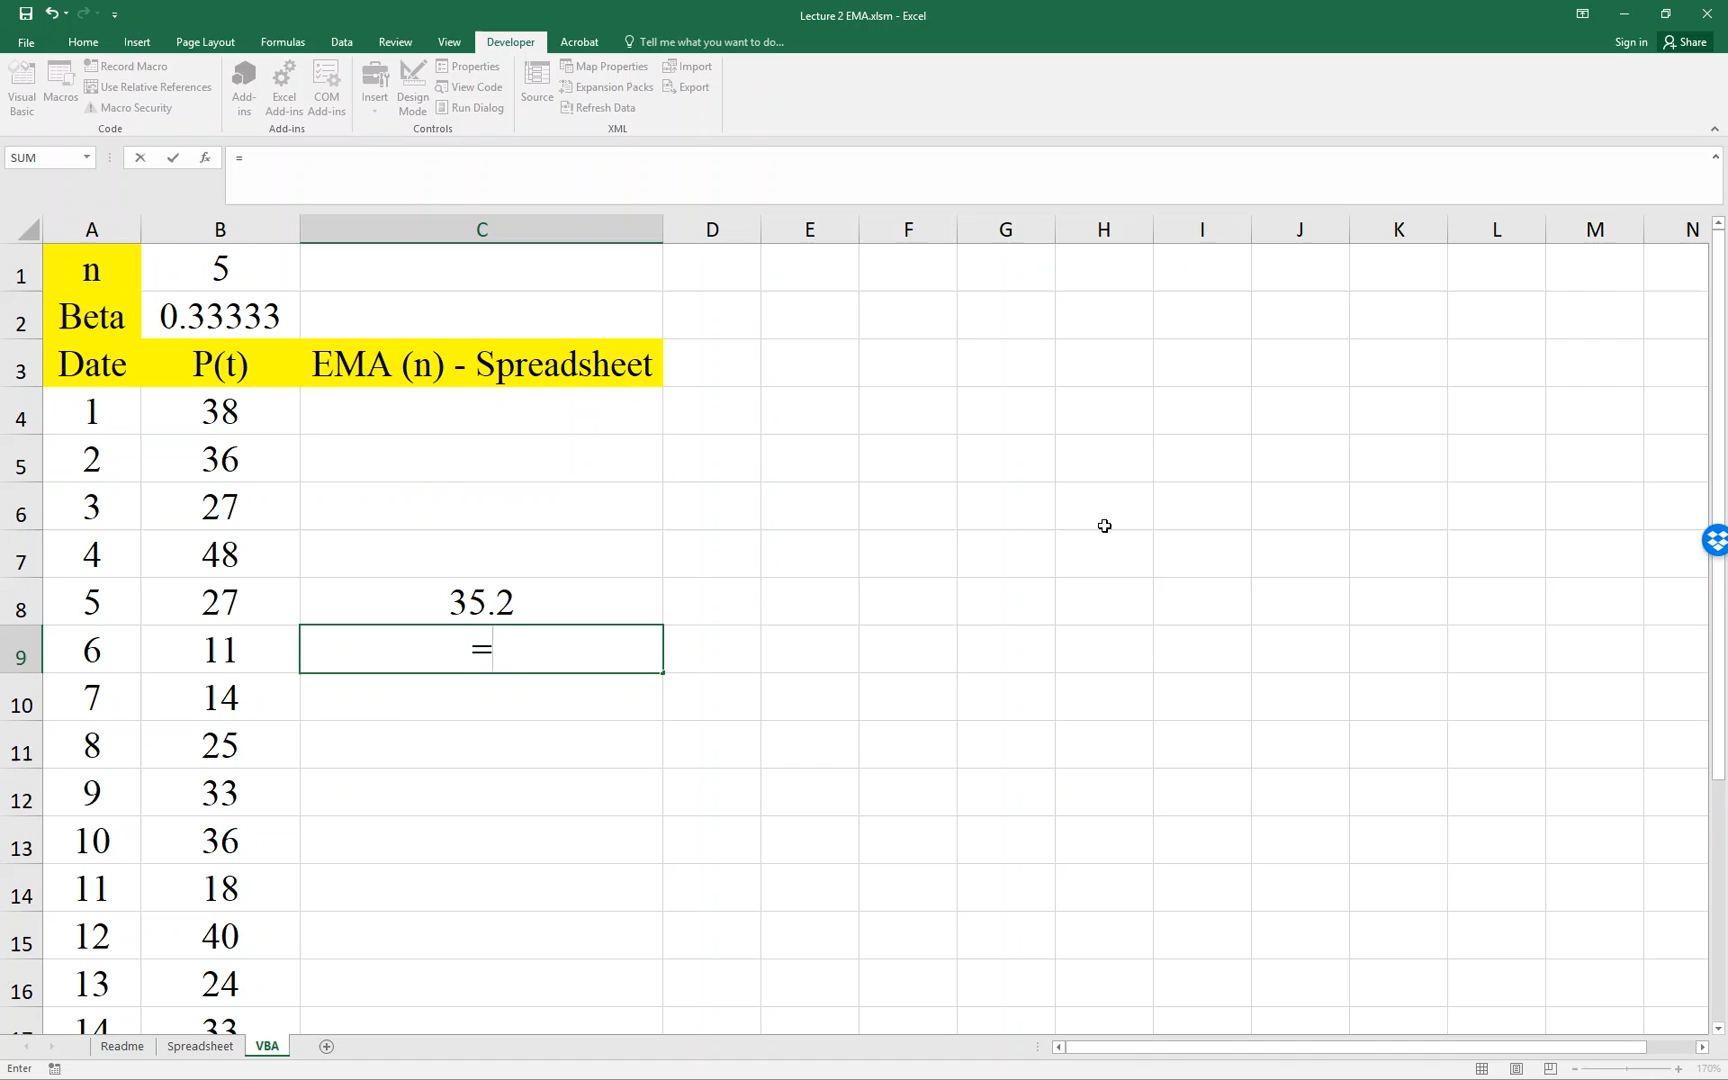 Lecture 2 EMA.xlsm - Excel
File Home Insert Page Layout Formulas Data Review View Developer Acrobat Tell me what you want to do... Sign in Share
Visual Basic
Macros
Record Macro
Use Relative References
Macro Security
Code
Add-ins
Excel Add-ins
COM Add-ins
Add-ins
Insert
Design Mode
Properties
View Code
Run Dialog
Controls
Source
Map Properties
Expansion Packs
Refresh Data
Import
Export
XML
SUM fx =
A B C D E F G H I J K L M N
1 n 5
2 Beta 0.33333
3 Date P(t) EMA (n) - Spreadsheet
4 1 38
5 2 36
6 3 27
7 4 48
8 5 27 35.2
9 6 11 =
10 7 14
11 8 25
12 9 33
13 10 36
14 11 18
15 12 40
16 13 24
14 33
Readme Spreadsheet VBA
Enter 170%